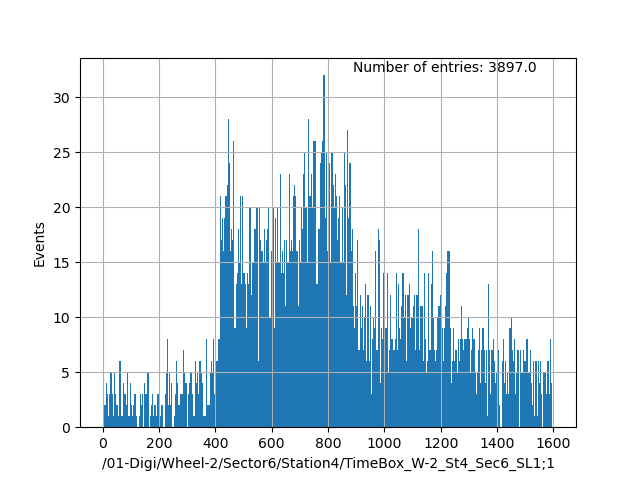 Number of entries: 3897.0
30
25
20
15
10
5
0
Events
0 200 400 600 800 1000 1200 1400 1600
/01-Digi/Wheel-2/Sector6/Station4/TimeBox_W-2_St4_Sec6_SL1;1